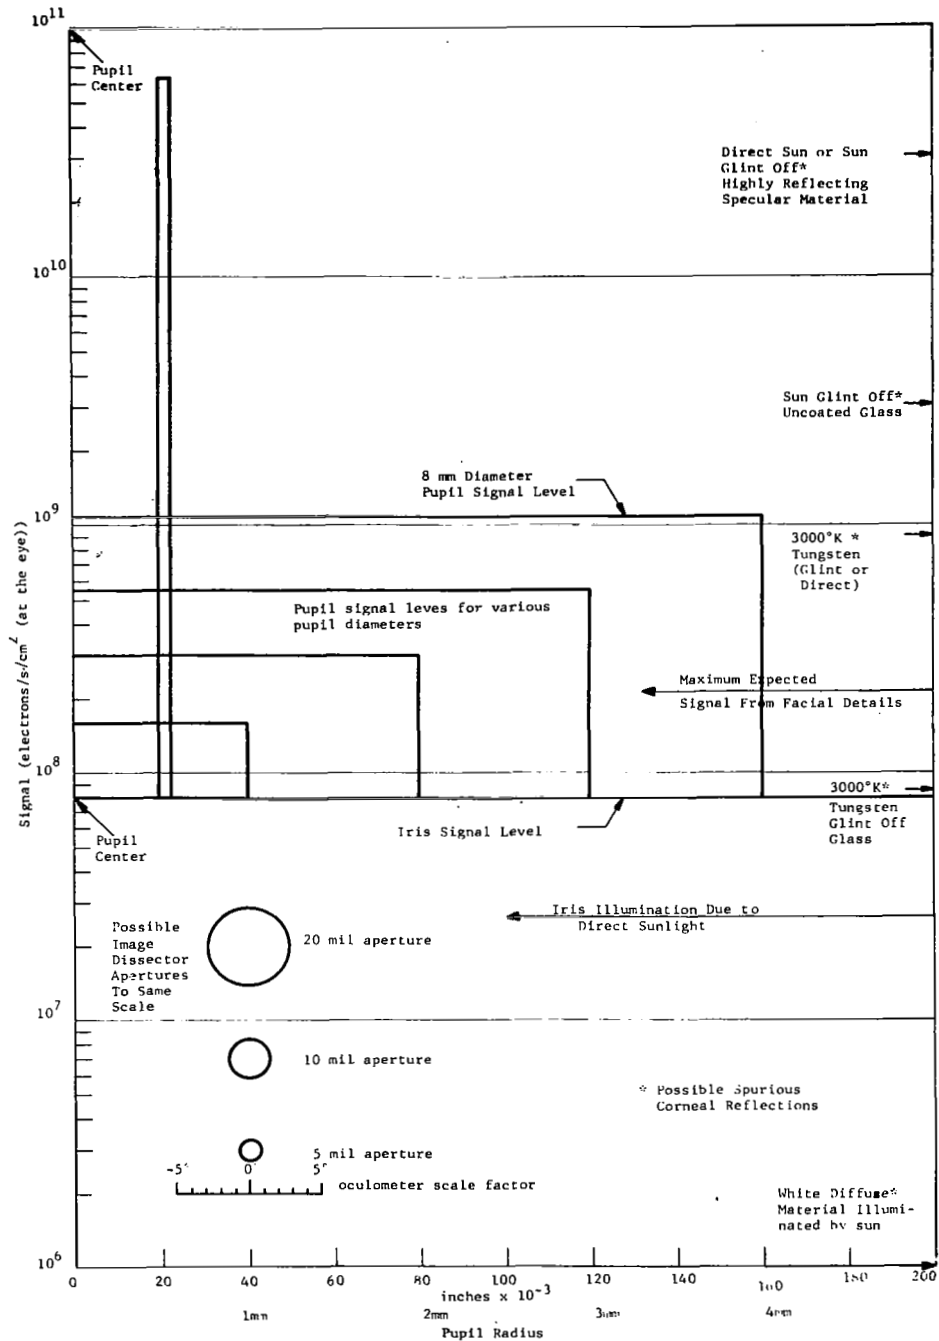 10^11
Pupil
Center
Direct Sun or Sun
Glint Off*
Highly Reflecting
Specular Material
10^10
Sun Glint Off*
Uncoated Glass
8 mm Diameter
Pupil Signal Level
10^9
3000°K *
Tungsten
(Glint or
Direct)
Pupil signal leves for various
pupil diameters
Signal (electrons/s/cm^2 (at the eye))
Maximum Expected
Signal From Facial Details
10^8
3000°K*
Tungsten
Glint Off
Glass
Iris Signal Level
Pupil
Center
Iris Illumination Due to
Direct Sunlight
Possible
Image
Dissector
Apertures
To Same
Scale
20 mil aperture
10^7
10 mil aperture
* Possible Spurious
Corneal Reflections
5 mil aperture
-5° 0° 5°
oculometer scale factor
White Diffuse*
Material Illumi-
nated by sun
10^6
0 20 40 60 80 100 120 140 160 180 200
inches x 10^-3
1mm 2mm 3mm 4mm
Pupil Radius